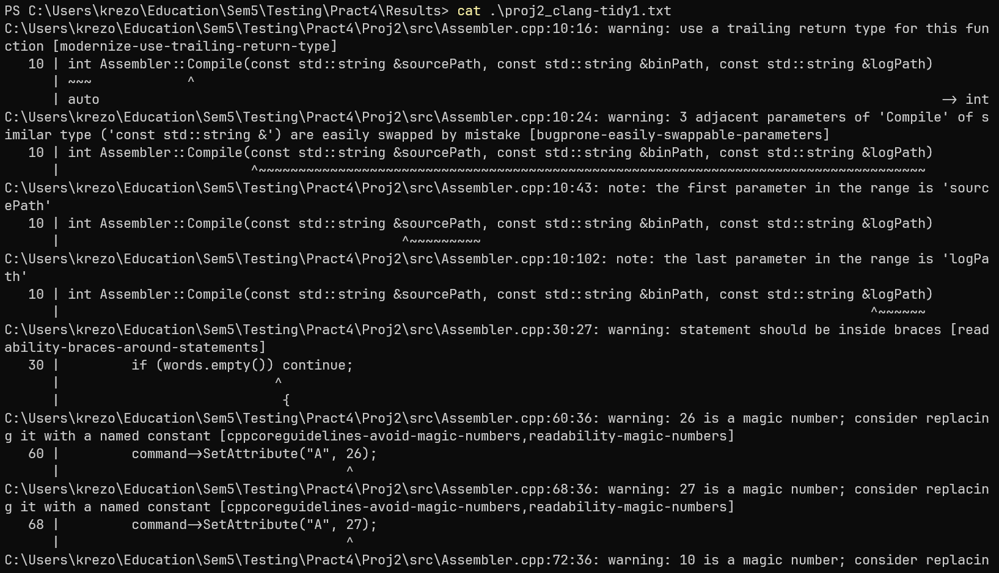 PS C:\Users\krezo\Education\Sem5\Testing\Pract4\Results> cat .\proj2_clang-tidy1.txt
C:\Users\krezo\Education\Sem5\Testing\Pract4\Proj2\src\Assembler.cpp:10:16: warning: use a trailing return type for this fun
ction [modernize-use-trailing-return-type]
   10 | int Assembler::Compile(const std::string &sourcePath, const std::string &binPath, const std::string &logPath)
      | ~~~            ^
      | auto                                                                                                          -> int
C:\Users\krezo\Education\Sem5\Testing\Pract4\Proj2\src\Assembler.cpp:10:24: warning: 3 adjacent parameters of 'Compile' of s
imilar type ('const std::string &') are easily swapped by mistake [bugprone-easily-swappable-parameters]
   10 | int Assembler::Compile(const std::string &sourcePath, const std::string &binPath, const std::string &logPath)
      |                        ^~~~~~~~~~~~~~~~~~~~~~~~~~~~~~~~~~~~~~~~~~~~~~~~~~~~~~~~~~~~~~~~~~~~~~~~~~~~~~~~~~~~~
C:\Users\krezo\Education\Sem5\Testing\Pract4\Proj2\src\Assembler.cpp:10:43: note: the first parameter in the range is 'sourc
ePath'
   10 | int Assembler::Compile(const std::string &sourcePath, const std::string &binPath, const std::string &logPath)
      |                                           ^~~~~~~~~~
C:\Users\krezo\Education\Sem5\Testing\Pract4\Proj2\src\Assembler.cpp:10:102: note: the last parameter in the range is 'logPa
th'
   10 | int Assembler::Compile(const std::string &sourcePath, const std::string &binPath, const std::string &logPath)
      |                                                                                                      ^~~~~~~
C:\Users\krezo\Education\Sem5\Testing\Pract4\Proj2\src\Assembler.cpp:30:27: warning: statement should be inside braces [read
ability-braces-around-statements]
   30 |         if (words.empty()) continue;
      |                           ^
      |                            {
C:\Users\krezo\Education\Sem5\Testing\Pract4\Proj2\src\Assembler.cpp:60:36: warning: 26 is a magic number; consider replacin
g it with a named constant [cppcoreguidelines-avoid-magic-numbers,readability-magic-numbers]
   60 |         command->SetAttribute("A", 26);
      |                                    ^
C:\Users\krezo\Education\Sem5\Testing\Pract4\Proj2\src\Assembler.cpp:68:36: warning: 27 is a magic number; consider replacin
g it with a named constant [cppcoreguidelines-avoid-magic-numbers,readability-magic-numbers]
   68 |         command->SetAttribute("A", 27);
      |                                    ^
C:\Users\krezo\Education\Sem5\Testing\Pract4\Proj2\src\Assembler.cpp:72:36: warning: 10 is a magic number; consider replacin